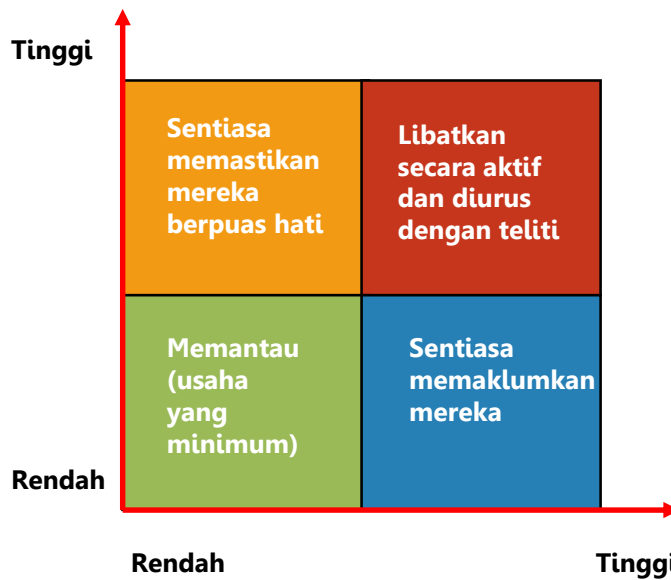 Tinggi
Sentiasa
memastikan
mereka
berpuas hati
Libatkan
secara aktif
dan diurus
dengan teliti
Memantau
(usaha
yang
minimum)
Sentiasa
memaklumkan
mereka
Rendah
Rendah
Tinggi